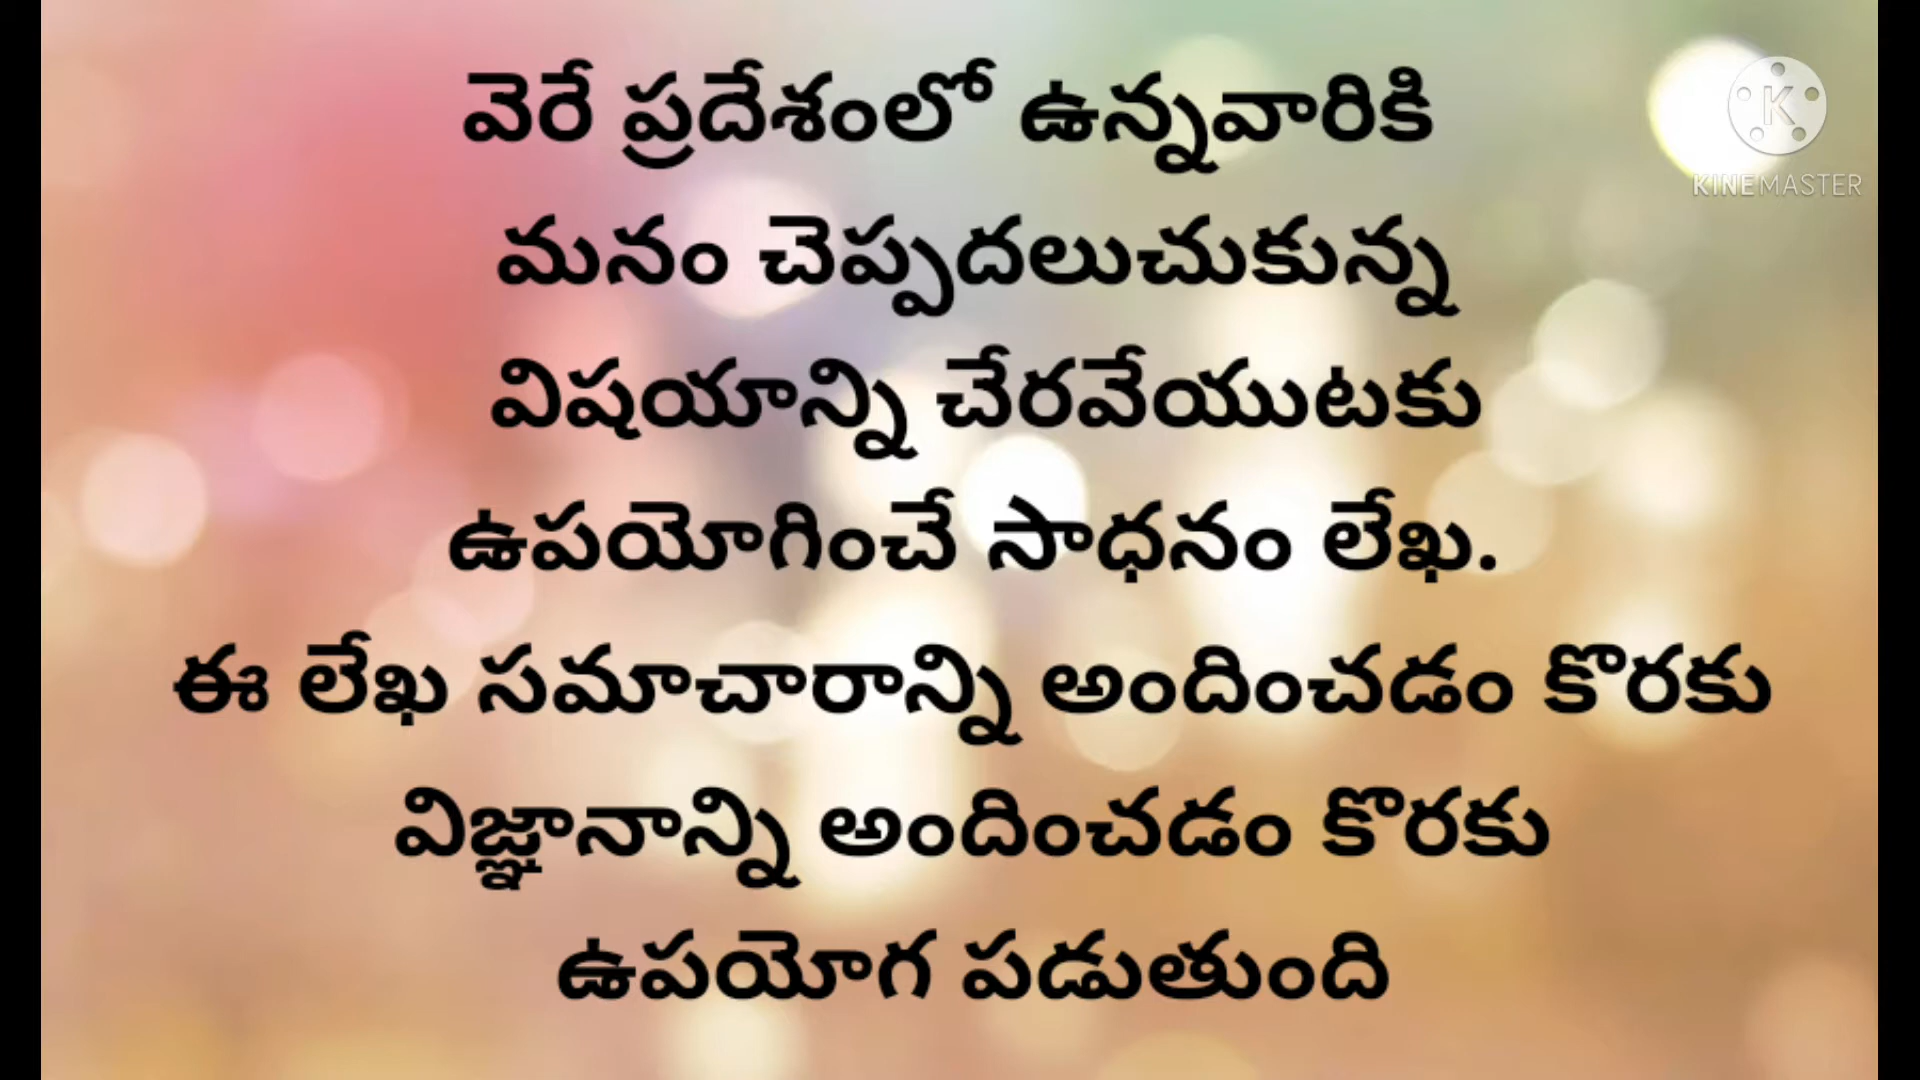 వెరే ప్రదేశంలో ఉన్నవారికి
మనం చెప్పదలుచుకున్న
విషయాన్ని చేరవేయుటకు
ఉపయోగించే సాధనం లేఖ.
ఈ లేఖ సమాచారాన్ని అందించడం కొరకు
విజ్ఞానాన్ని అందించడం కొరకు
ఉపయోగ పడుతుంది
K
KINEMASTER